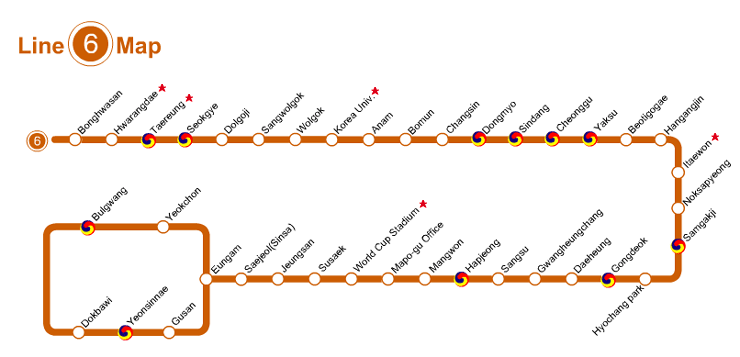 Line 6 Map
6
Bonghwasan
Hwarangdae
Taereung
Seokgye
Dolgoji
Sangwolgok
Wolgok
Korea Univ.
Anam
Bomun
Changsin
Dongmyo
Sindang
Cheonggu
Yaksu
Beotigogae
Hangangjin
Itaewon
Noksapyeong
Samgakji
Hyochang park
Gongdeok
Daeheung
Gwangheungchang
Sangsu
Hapjeong
Mangwon
Mapo-gu Office
World Cup Stadium
Susaek
Jeungsan
Saejeol(Sinsa)
Eungam
Yeokchon
Bulgwang
Dokbawi
Yeonsinnae
Gusan